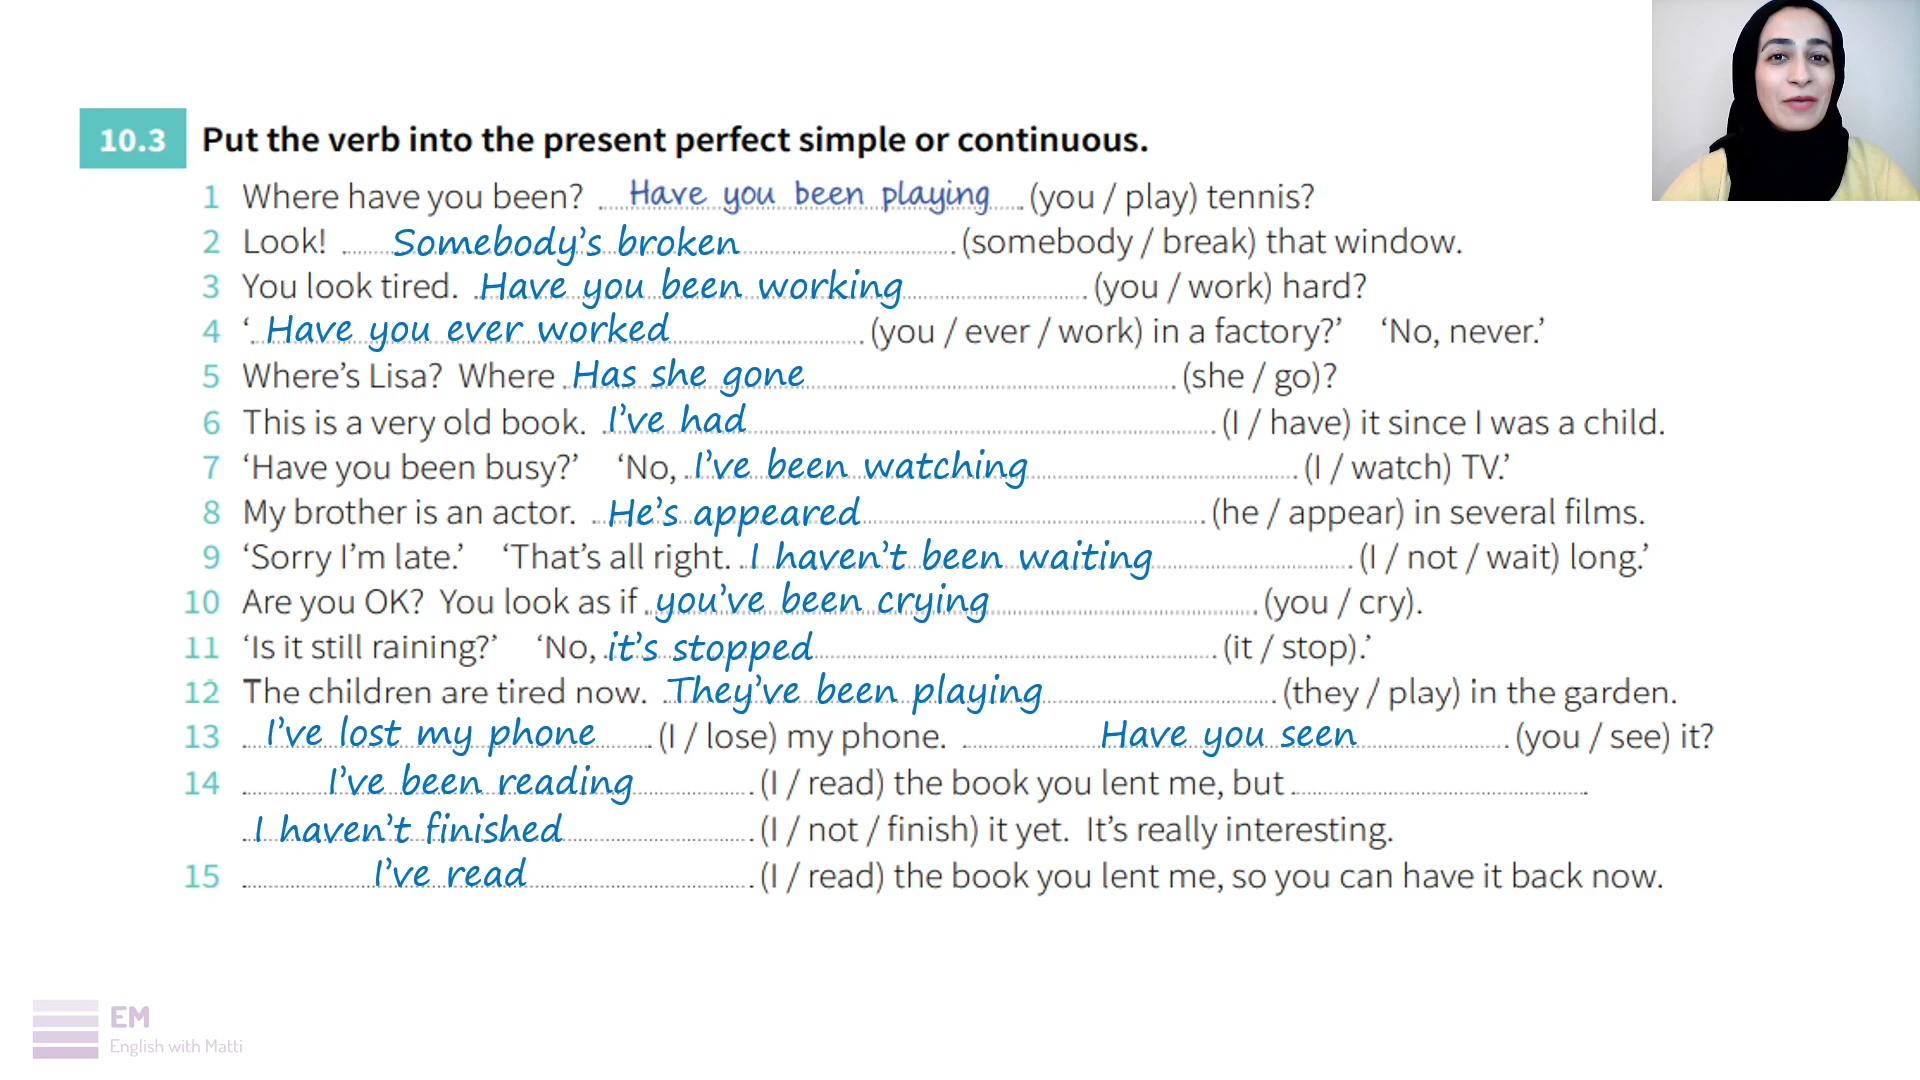 10.3 Put the verb into the present perfect simple or continuous.
1 Where have you been? Have you been playing (you / play) tennis?
2 Look! Somebody's broken (somebody / break) that window.
3 You look tired. Have you been working (you / work) hard?
4 ‘ Have you ever worked (you / ever / work) in a factory?’ ‘No, never.’
5 Where’s Lisa? Where Has she gone (she / go)?
6 This is a very old book. I’ve had (I / have) it since I was a child.
7 ‘Have you been busy?’ ‘No, I’ve been watching (I / watch) TV.’
8 My brother is an actor. He’s appeared (he / appear) in several films.
9 ‘Sorry I’m late.’ ‘That’s all right. I haven’t been waiting (I / not / wait) long.’
10 Are you OK? You look as if you’ve been crying (you / cry).
11 ‘Is it still raining?’ ‘No, it’s stopped (it / stop).’
12 The children are tired now. They’ve been playing (they / play) in the garden.
13 I’ve lost my phone (I / lose) my phone. Have you seen (you / see) it?
14 I’ve been reading (I / read) the book you lent me, but
I haven’t finished (I / not / finish) it yet. It’s really interesting.
15 I’ve read (I / read) the book you lent me, so you can have it back now.
EM
English with Matti